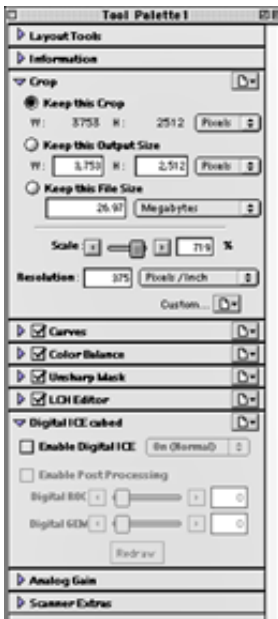 Tool Palette 1
Layout Tools
Information
Crop
Keep this Crop
W: 3753 H: 2512 Pixels
Keep this Output Size
W: 3,753 H: 2,512 Pixels
Keep this File Size
26.97 Megabytes
Scale: 719 %
Resolution: 375 Pixels/Inch
Custom...
Curves
Color Balance
Unsharp Mask
LCH Editor
Digital ICE cubed
Enable Digital ICE On (Normal)
Enable Post Processing
Digital ROC 0
Digital GEM 0
Redraw
Analog Gain
Scanner Extras